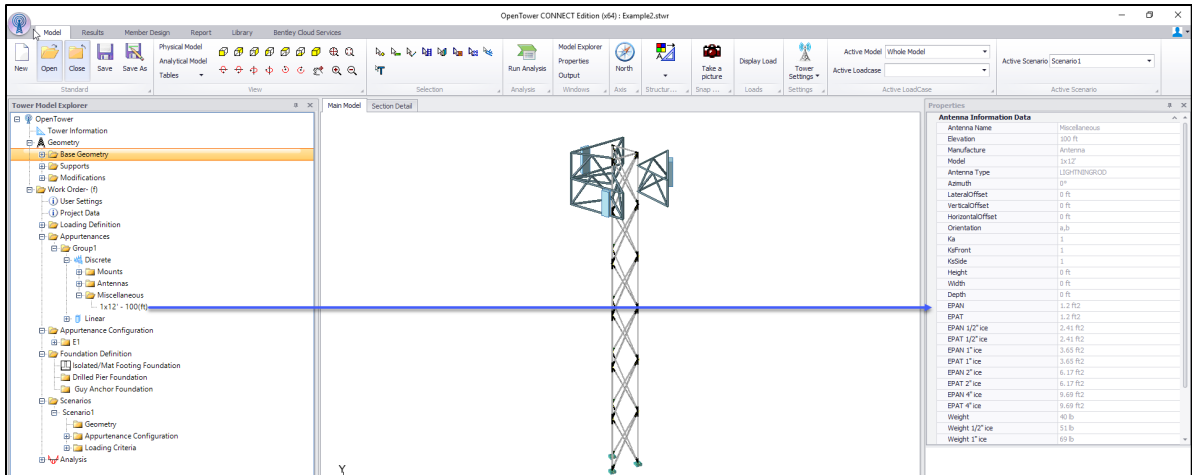 OpenTower CONNECT Edition (x64) : Example2.stwr
Model Results Member Design Report Library Bentley Cloud Services
New Open Close Save Save As
Physical Model
Analytical Model
Tables
Run Analysis
Model Explorer
Properties
Output
North
Take a
picture
Display Load
Tower
Settings
Active Model Whole Model
Active Loadcase
Active Scenario Scenario1
Standard View Selection Analysis Windows Axis Structur... Snap ... Loads Settings Active LoadCase Active Scenario
Tower Model Explorer
OpenTower
Tower Information
Geometry
Base Geometry
Supports
Modifications
Work Order- (f)
User Settings
Project Data
Loading Definition
Appurtenances
Group1
Discrete
Mounts
Antennas
Miscellaneous
1x12' - 100(ft)
Linear
Appurtenance Configuration
E1
Foundation Definition
Isolated/Mat Footing Foundation
Drilled Pier Foundation
Guy Anchor Foundation
Scenarios
Scenario1
Geometry
Appurtenance Configuration
Loading Criteria
Analysis
Main Model Section Detail
Y
Properties
Antenna Information Data
Antenna Name Miscellaneous
Elevation 100 ft
Manufacture Antenna
Model 1x12'
Antenna Type LIGHTNINGROD
Azimuth 0°
LateralOffset 0 ft
VerticalOffset 0 ft
HorizontalOffset 0 ft
Orientation a,b
Ka 1
KsFront 1
KsSide 1
Height 0 ft
Width 0 ft
Depth 0 ft
EPAN 1.2 ft2
EPAT 1.2 ft2
EPAN 1/2" ice 2.41 ft2
EPAT 1/2" ice 2.41 ft2
EPAN 1" ice 3.65 ft2
EPAT 1" ice 3.65 ft2
EPAN 2" ice 6.17 ft2
EPAT 2" ice 6.17 ft2
EPAN 4" ice 9.69 ft2
EPAT 4" ice 9.69 ft2
Weight 40 lb
Weight 1/2" ice 51 lb
Weight 1" ice 69 lb